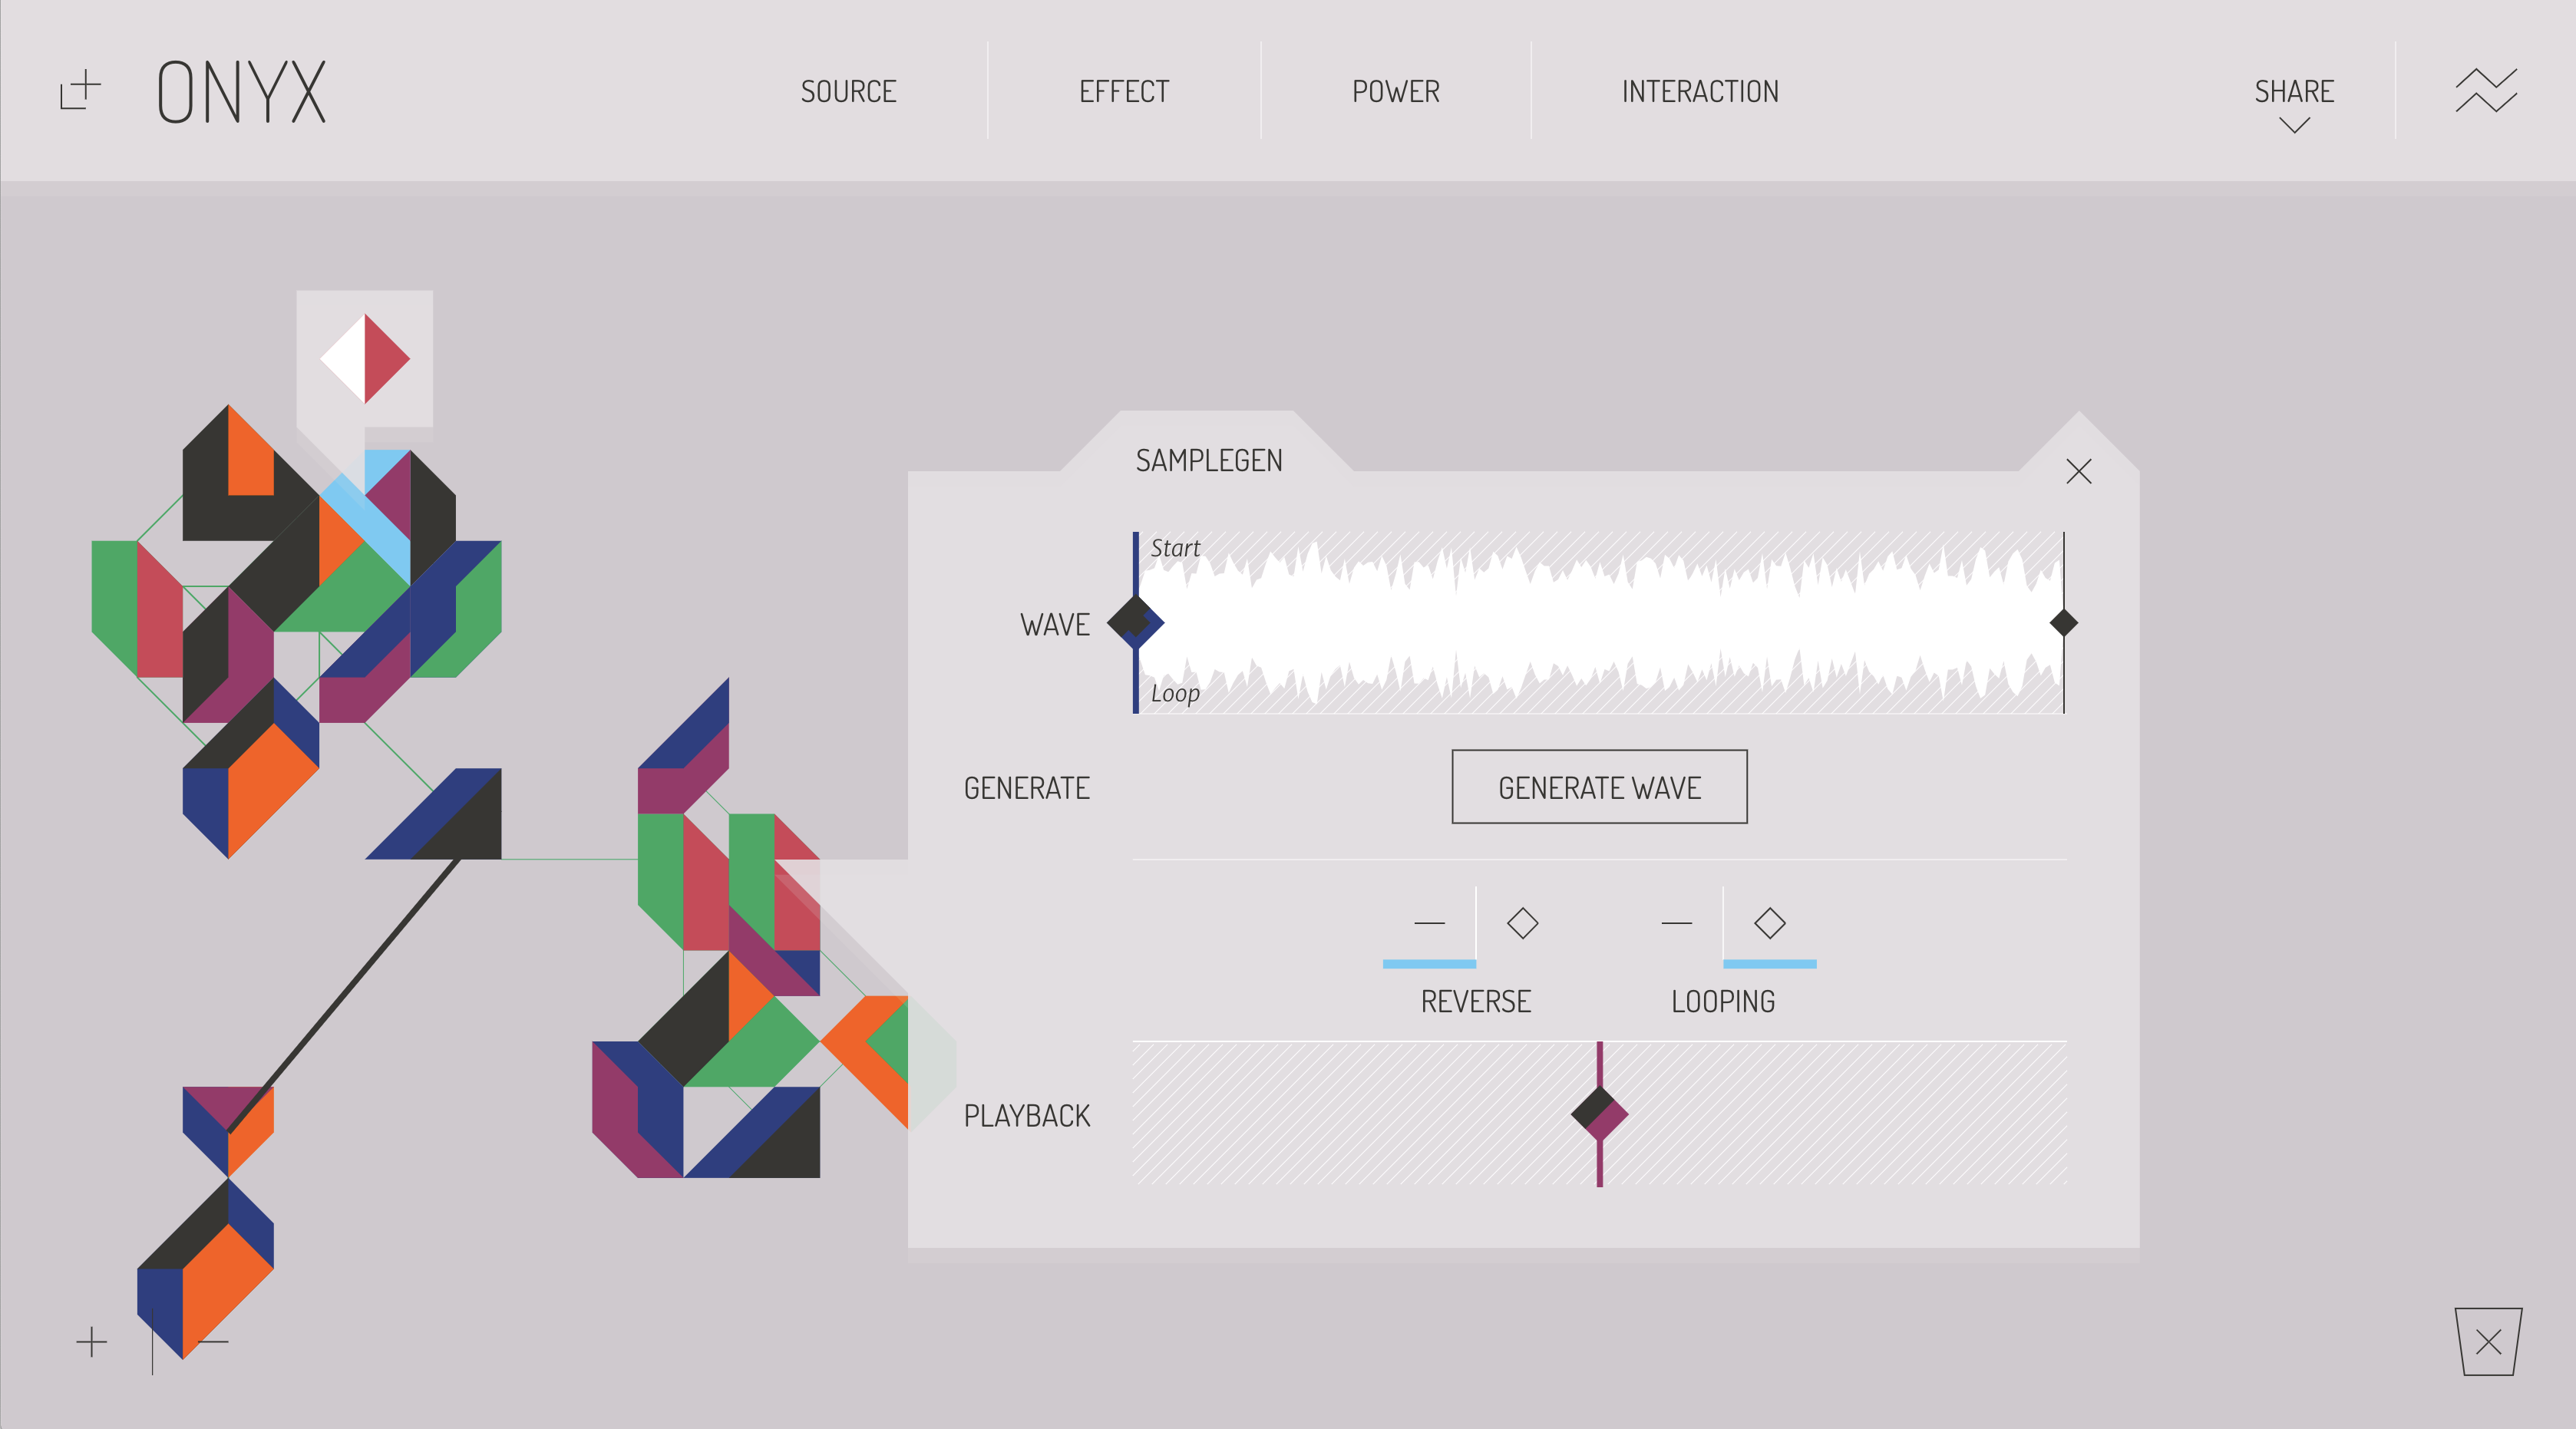 ONYX
SOURCE
EFFECT
POWER
INTERACTION
SHARE
SAMPLEGEN
Start
WAVE
Loop
GENERATE
GENERATE WAVE
REVERSE
LOOPING
PLAYBACK